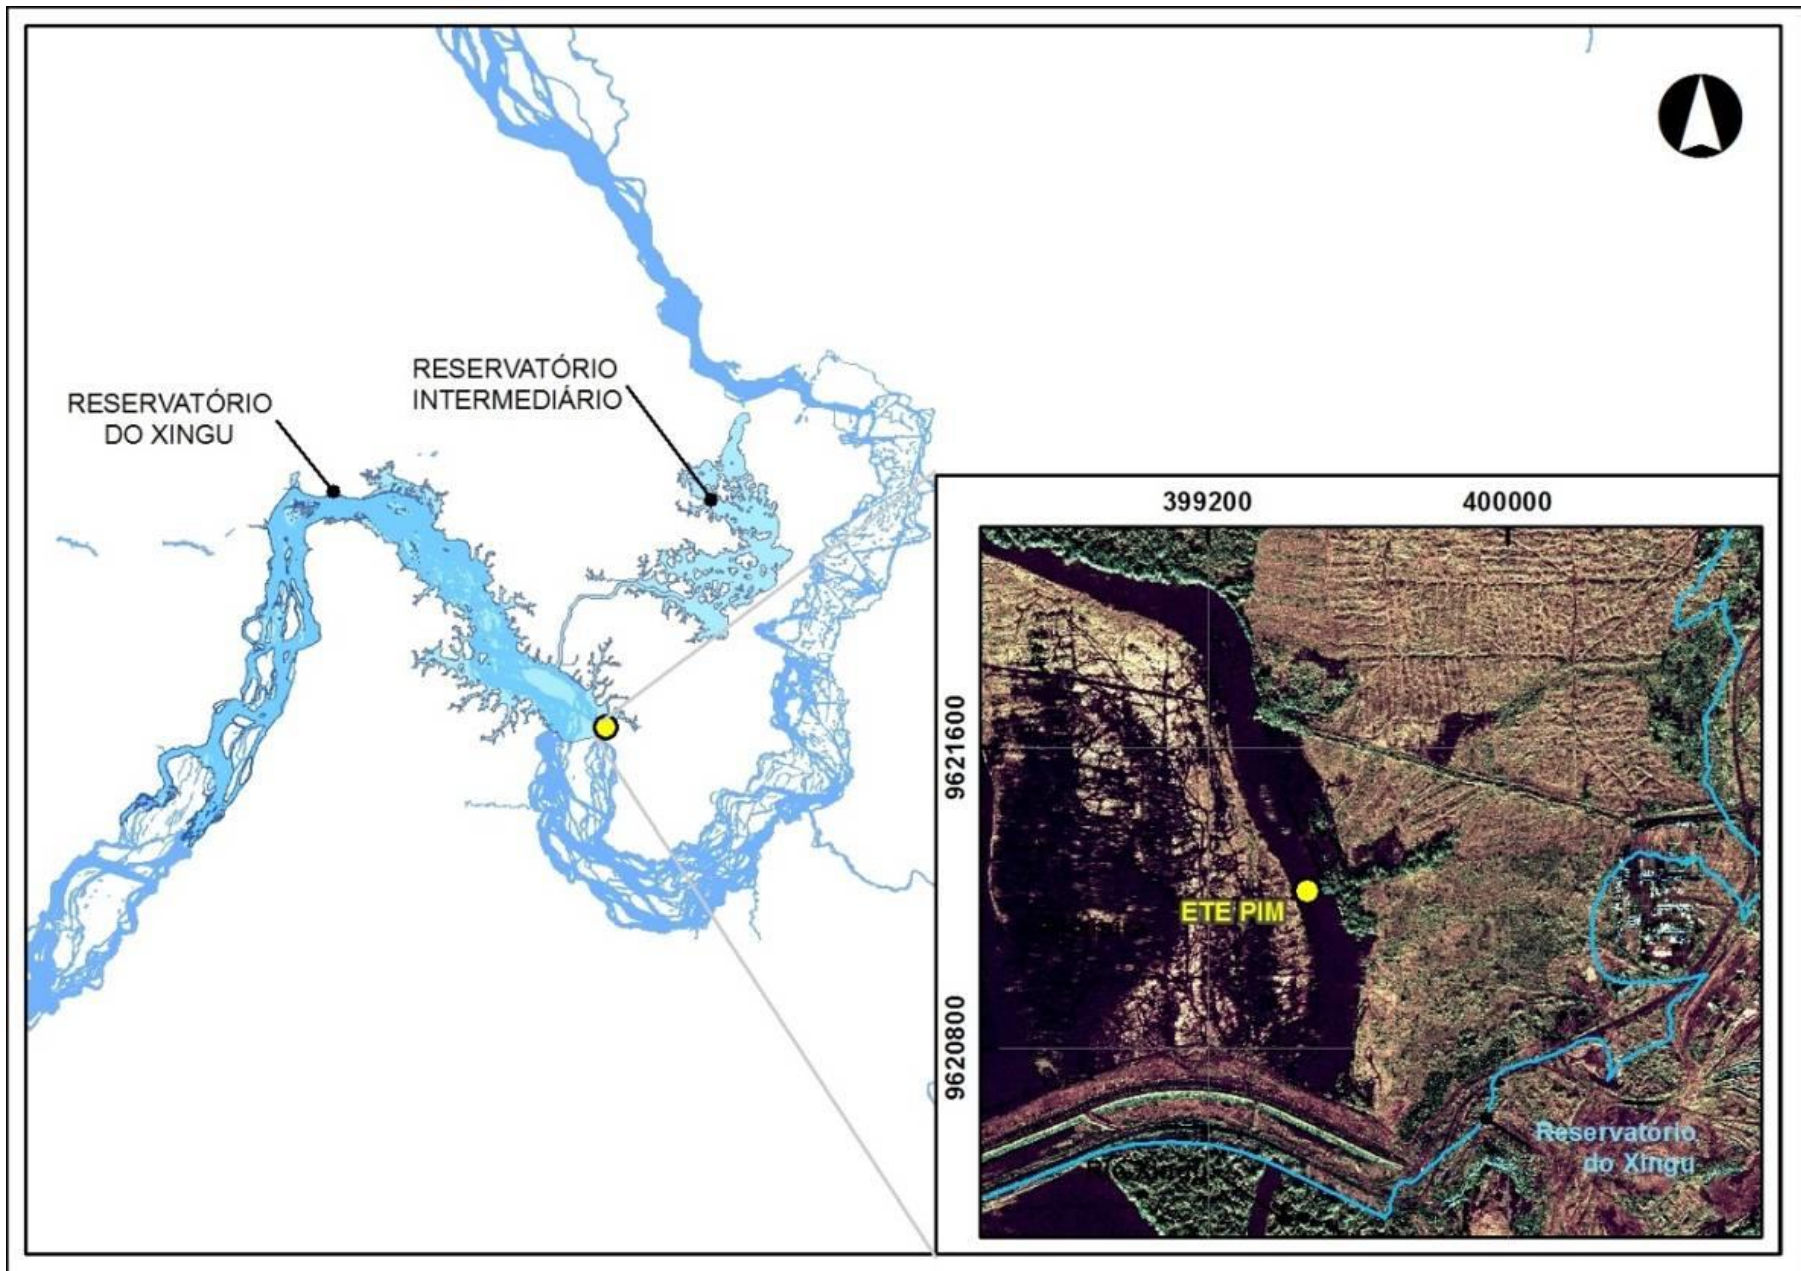 RESERVATÓRIO
INTERMEDIÁRIO
RESERVATÓRIO
DO XINGU
399200
400000
9621600
9620800
ETE PIM
Reservatório
do Xingu